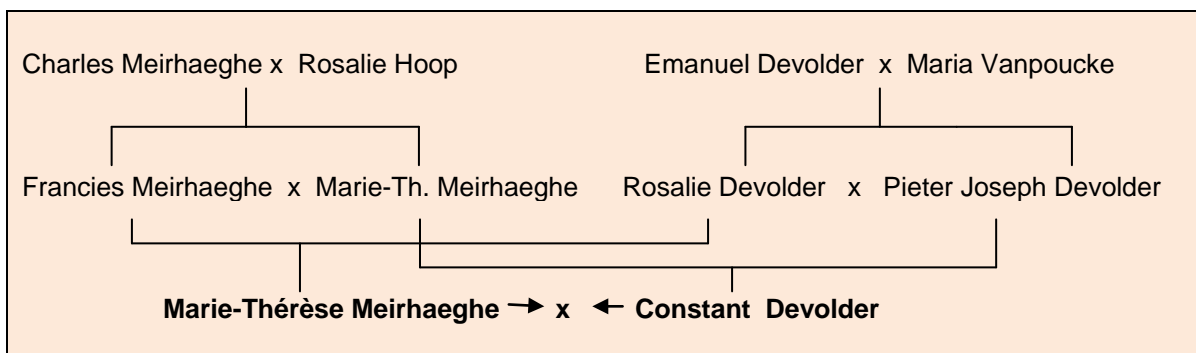 Charles Meirhaeghe x Rosalie Hoop Emanuel Devolder x Maria Vanpoucke
Francies Meirhaeghe x Marie-Th. Meirhaeghe Rosalie Devolder x Pieter Joseph Devolder
Marie-Thérèse Meirhaeghe x Constant Devolder